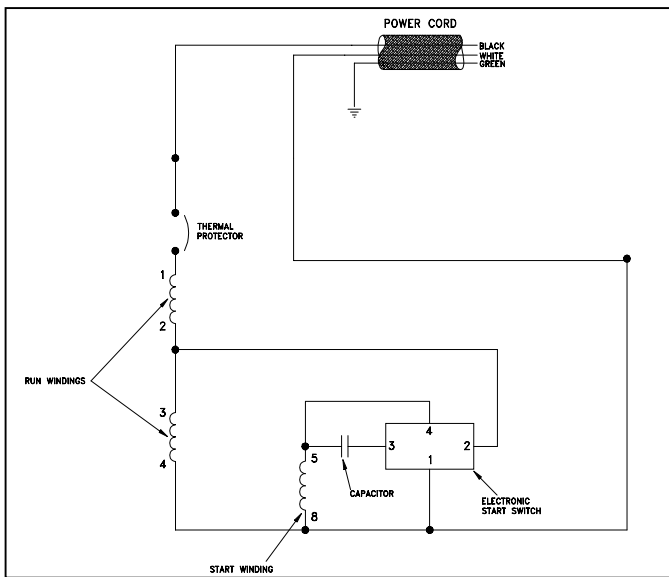 POWER CORD
BLACK
WHITE
GREEN
THERMAL
PROTECTOR
1
2
RUN WINDINGS
3
4
5
8
4
3
2
1
CAPACITOR
ELECTRONIC
START SWITCH
START WINDING